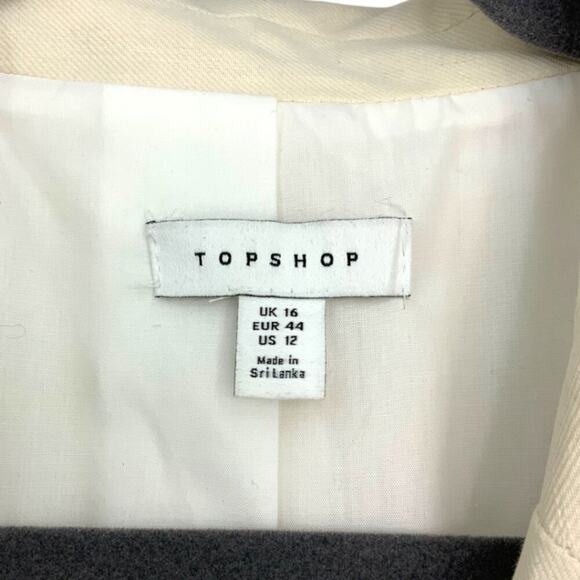 TOPSHOP
UK 16
EUR 44
US 12
Made in
Sri Lanka